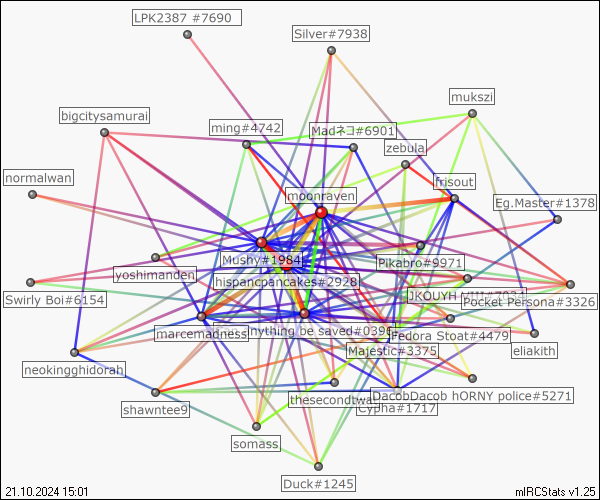 LPK2387 #7690
Silver#7938
mukszi
bigcitysamurai
ming#4742
Madネコ#6901
zebula
normalwan
moonraven
frisout
Eg.Master#1378
Mushy#1984
Pikabro#9971
yoshimanden
hispancpancakes#2928
Swirly Boi#6154
JKOUYH
Pocket Persona#3326
marcemadness
nything be saved#0396
Fedora Stoat#4479
Majestic#3375
eliakith
neokingghidorah
thesecondtwa
DacobDacob hORNY police#5271
shawntee9
Cypha#1717
somass
Duck#1245
21.10.2024 15:01
mIRCStats v1.25